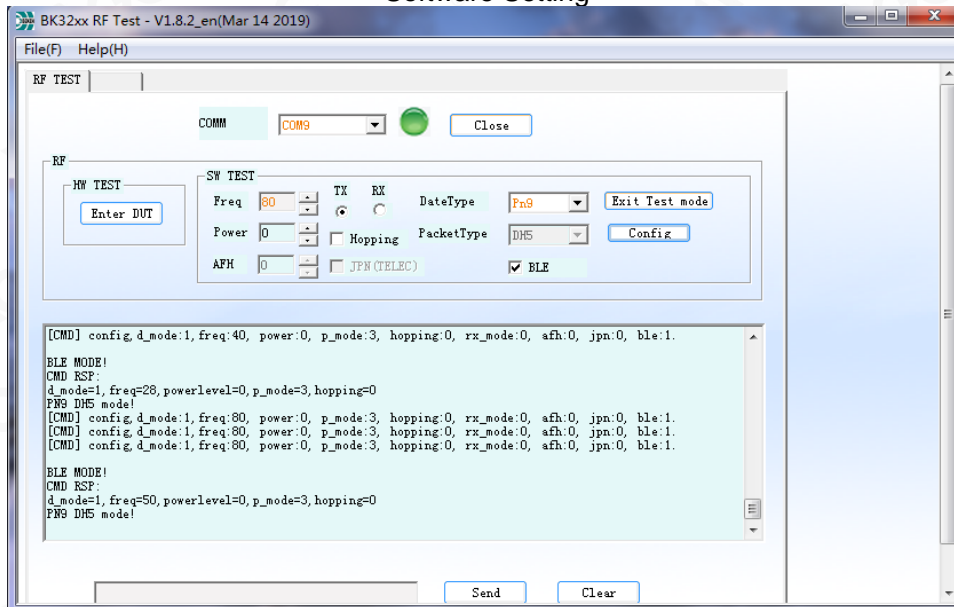 Software Setting
BK32xx RF Test - V1.8.2_en(Mar 14 2019)
File(F) Help(H)
RF TEST
COMM COM9 Close
RF
HW TEST
Enter DUT
SW TEST
Freq 80 TX RX DateType Pn9 Exit Test mode
Power 0 Hopping PacketType DH5 Config
AFH 0 JPN(TELEC) BLE
[CMD] config,d_mode:1,freq:40, power:0, p_mode:3, hopping:0, rx_mode:0, afh:0, jpn:0, ble:1.
BLE MODE!
CMD RSP:
d_mode=1, freq=28, powerlevel=0, p_mode=3, hopping=0
PN9 DH5 mode!
[CMD] config,d_mode:1,freq:80, power:0, p_mode:3, hopping:0, rx_mode:0, afh:0, jpn:0, ble:1.
[CMD] config,d_mode:1,freq:80, power:0, p_mode:3, hopping:0, rx_mode:0, afh:0, jpn:0, ble:1.
[CMD] config,d_mode:1,freq:80, power:0, p_mode:3, hopping:0, rx_mode:0, afh:0, jpn:0, ble:1.
BLE MODE!
CMD RSP:
d_mode=1, freq=50, powerlevel=0, p_mode=3, hopping=0
PN9 DH5 mode!
Send Clear